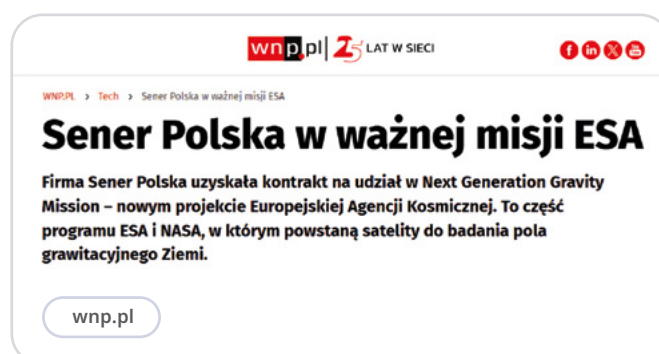 wnp.pl 25 LAT W SIECI
WNP.PL > Tech > Sener Polska w ważnej misji ESA
Sener Polska w ważnej misji ESA
Firma Sener Polska uzyskała kontrakt na udział w Next Generation Gravity
Mission – nowym projekcie Europejskiej Agencji Kosmicznej. To część
programu ESA i NASA, w którym powstaną satelity do badania pola
grawitacyjnego Ziemi.
wnp.pl